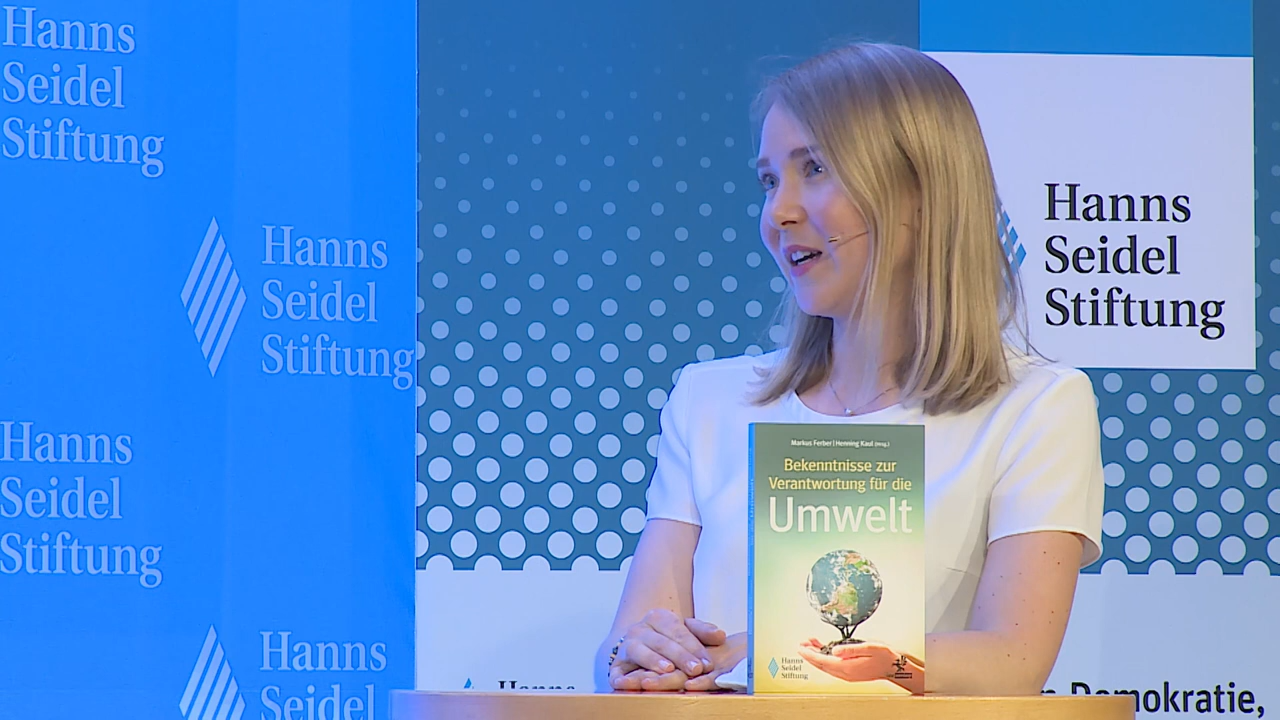 Hanns
Seidel
Stiftung
Hanns
Seidel
Stiftung
Hanns
Seidel
Stiftung
Hanns
Seidel
Hanns
Seidel
Stiftung
Markus Ferber | Henning Kaul (Hrsg.)
Bekenntnisse zur
Verantwortung für die
Umwelt
Hanns
Seidel
Stiftung
Hanns
Demokratie,